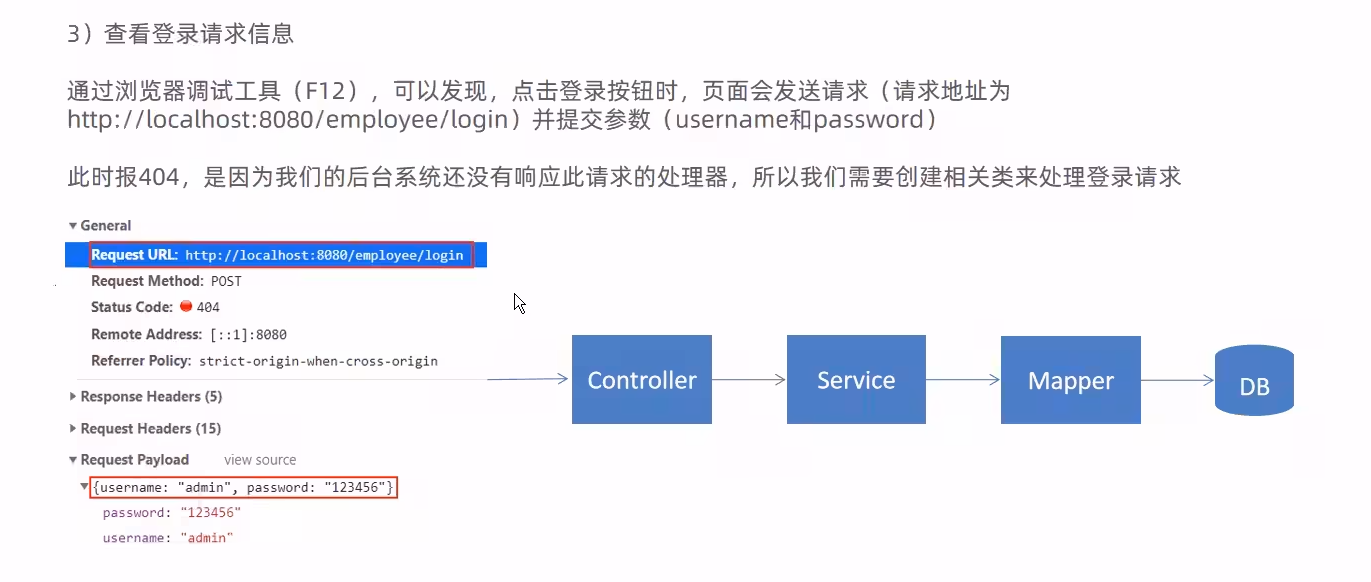 3）查看登录请求信息
通过浏览器调试工具（F12），可以发现，点击登录按钮时，页面会发送请求（请求地址为
http://localhost:8080/employee/login）并提交参数（username和password）
此时报404，是因为我们的后台系统还没有响应此请求的处理器，所以我们需要创建相关类来处理登录请求
General
Request URL: http://localhost:8080/employee/login
Request Method: POST
Status Code: 404
Remote Address: [::1]:8080
Referrer Policy: strict-origin-when-cross-origin
Response Headers (5)
Request Headers (15)
Request Payload view source
{username: "admin", password: "123456"}
password: "123456"
username: "admin"
Controller
Service
Mapper
DB